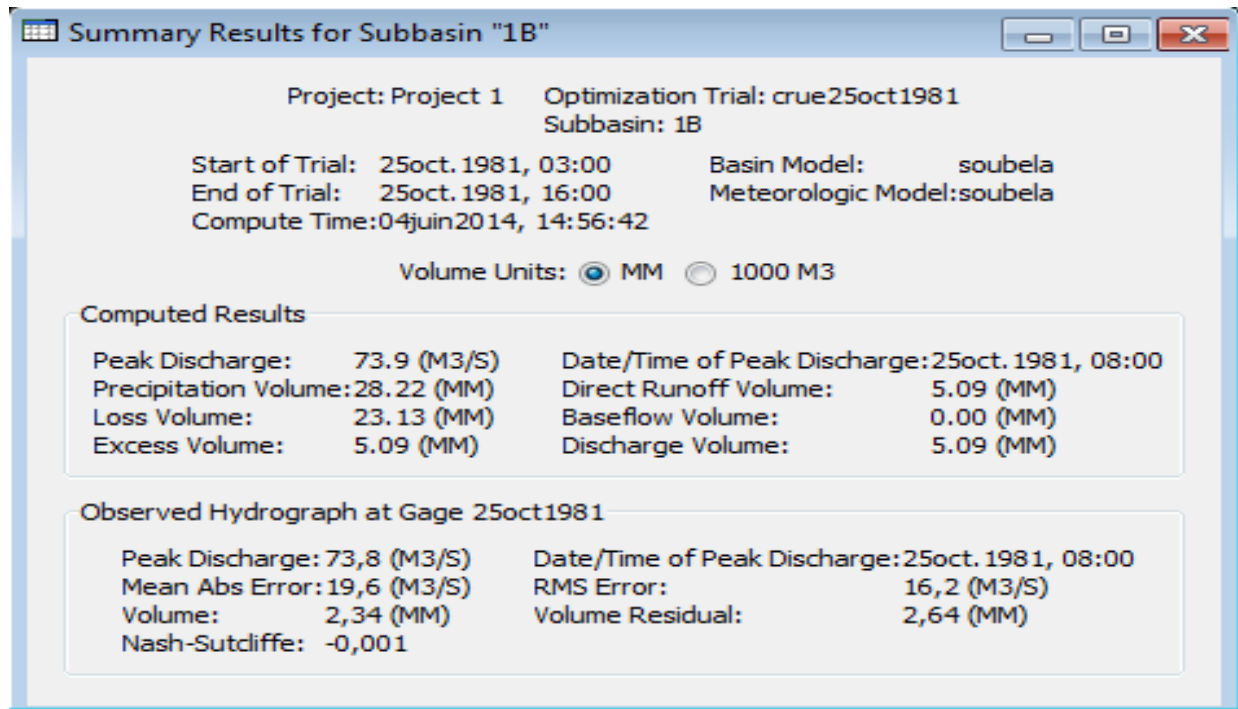 Summary Results for Subbasin "1B"
Project: Project 1 Optimization Trial: crue25oct1981
Subbasin: 1B
Start of Trial: 25oct.1981, 03:00 Basin Model: soubela
End of Trial: 25oct.1981, 16:00 Meteorologic Model:soubela
Compute Time:04juin2014, 14:56:42
Volume Units: MM 1000 M3
Computed Results
Peak Discharge: 73.9 (M3/S) Date/Time of Peak Discharge:25oct.1981, 08:00
Precipitation Volume:28.22 (MM) Direct Runoff Volume: 5.09 (MM)
Loss Volume: 23.13 (MM) Baseflow Volume: 0.00 (MM)
Excess Volume: 5.09 (MM) Discharge Volume: 5.09 (MM)
Observed Hydrograph at Gage 25oct1981
Peak Discharge:73,8 (M3/S) Date/Time of Peak Discharge:25oct.1981, 08:00
Mean Abs Error:19,6 (M3/S) RMS Error: 16,2 (M3/S)
Volume: 2,34 (MM) Volume Residual: 2,64 (MM)
Nash-Sutcliffe: -0,001